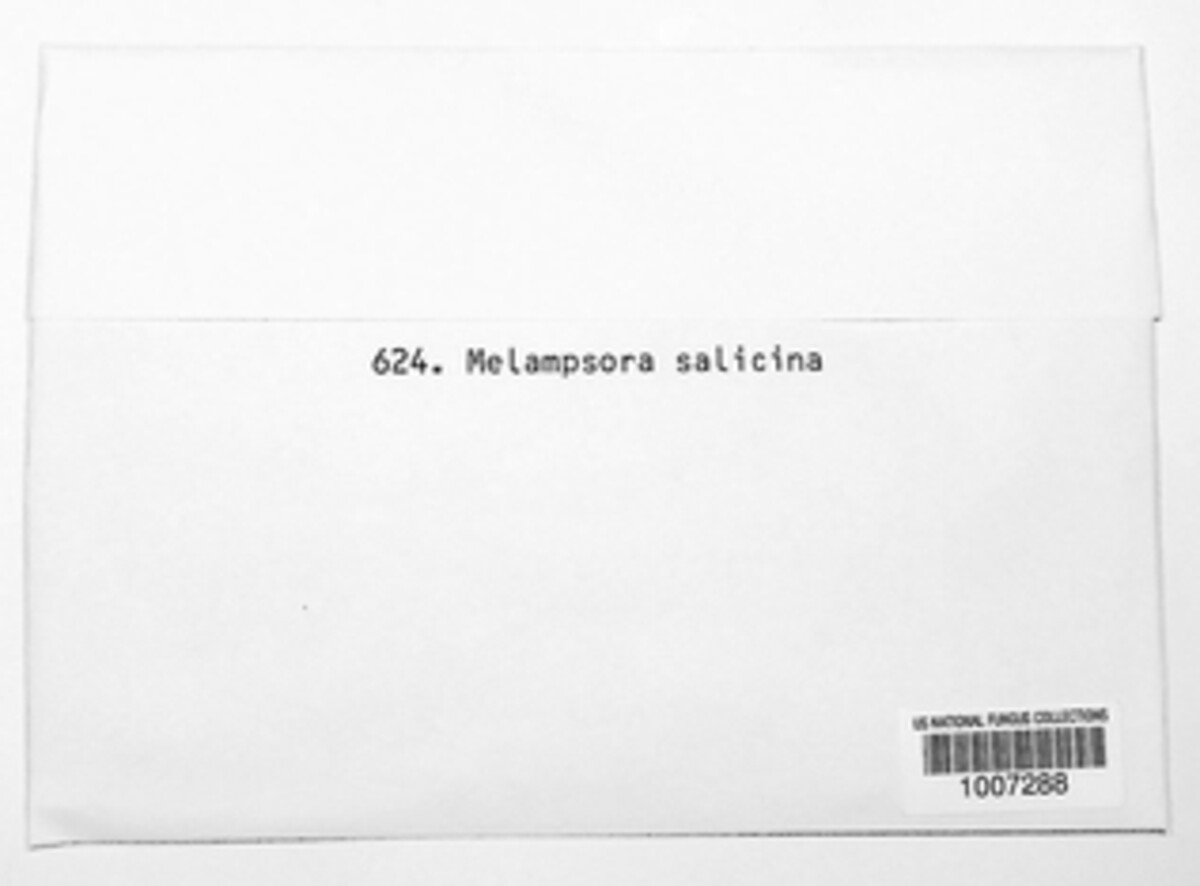 624. Melampsora salicina
US NATIONAL FUNGUS COLLECTIONS
1007288